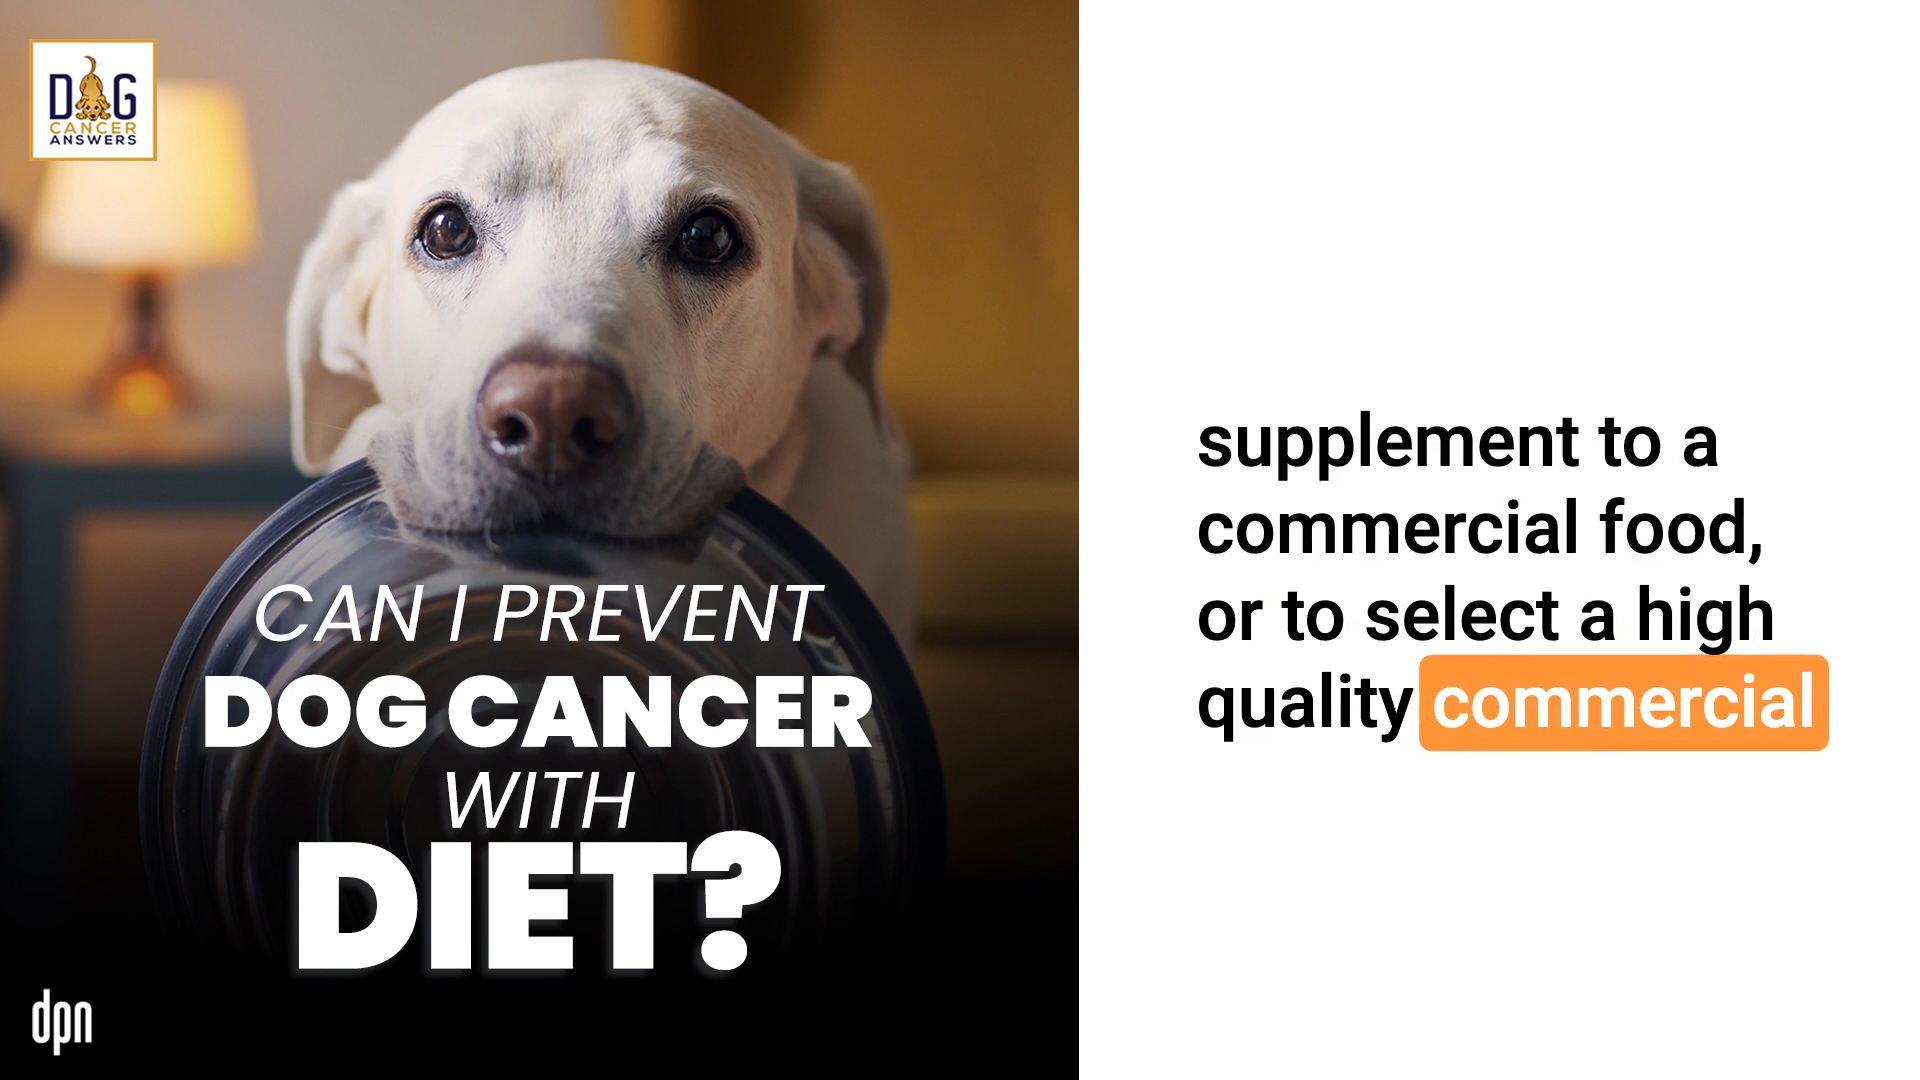 DOG
CANCER
ANSWERS
CAN I PREVENT
DOG CANCER
WITH
DIET?
dpn
supplement to a
commercial food,
or to select a high
quality commercial